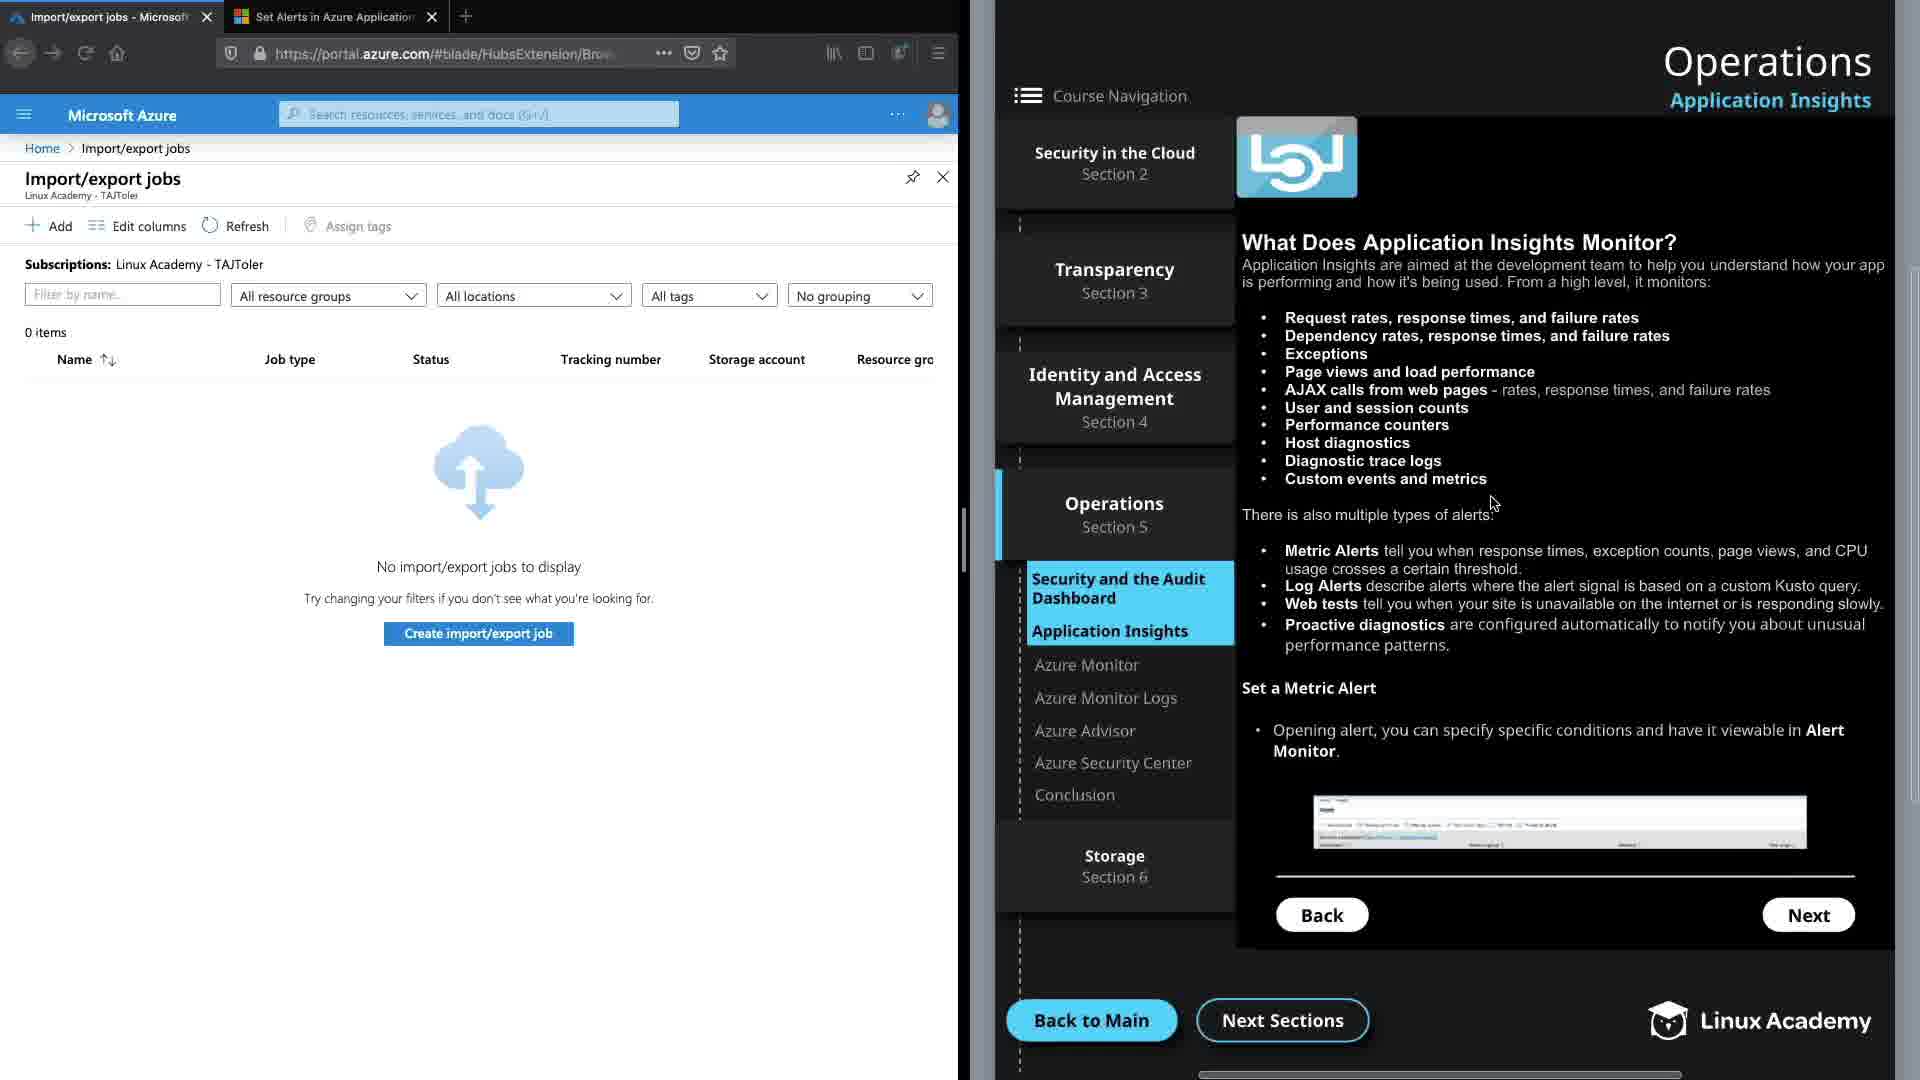 Import/export jobs - Microsoft
Set Alerts in Azure Application
https://portal.azure.com/#blade/HubsExtension/Brow
Microsoft Azure
Search resources, services, and docs (G+/)
Home > Import/export jobs
Import/export jobs
Linux Academy - TAJToler
Add
Edit columns
Refresh
Assign tags
Subscriptions: Linux Academy - TAJToler
Filter by name...
All resource groups
All locations
All tags
No grouping
0 items
Name
Job type
Status
Tracking number
Storage account
Resource gro
No import/export jobs to display
Try changing your filters if you don't see what you're looking for.
Create import/export job
Operations
Application Insights
Course Navigation
Security in the Cloud
Section 2
Transparency
Section 3
Identity and Access
Management
Section 4
Operations
Section 5
Security and the Audit
Dashboard
Application Insights
Azure Monitor
Azure Monitor Logs
Azure Advisor
Azure Security Center
Conclusion
Storage
Section 6
What Does Application Insights Monitor?
Application Insights are aimed at the development team to help you understand how your app
is performing and how it's being used. From a high level, it monitors:
• Request rates, response times, and failure rates
• Dependency rates, response times, and failure rates
• Exceptions
• Page views and load performance
• AJAX calls from web pages - rates, response times, and failure rates
• User and session counts
• Performance counters
• Host diagnostics
• Diagnostic trace logs
• Custom events and metrics
There is also multiple types of alerts:
• Metric Alerts tell you when response times, exception counts, page views, and CPU
usage crosses a certain threshold.
• Log Alerts describe alerts where the alert signal is based on a custom Kusto query.
• Web tests tell you when your site is unavailable on the internet or is responding slowly.
• Proactive diagnostics are configured automatically to notify you about unusual
performance patterns.
Set a Metric Alert
• Opening alert, you can specify specific conditions and have it viewable in Alert
Monitor.
Back
Next
Back to Main
Next Sections
Linux Academy